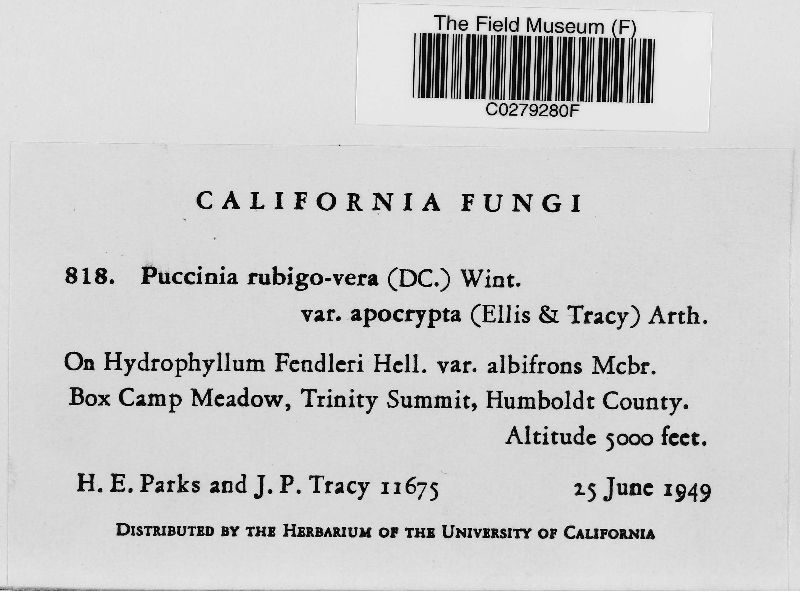 The Field Museum (F)
C0279280F
CALIFORNIA FUNGI
818. Puccinia rubigo-vera (DC.) Wint.
var. apocrypta (Ellis & Tracy) Arth.
On Hydrophyllum Fendleri Hell. var. albifrons Mcbr.
Box Camp Meadow, Trinity Summit, Humboldt County.
Altitude 5000 feet.
H. E. Parks and J. P. Tracy 11675 25 June 1949
DISTRIBUTED BY THE HERBARIUM OF THE UNIVERSITY OF CALIFORNIA